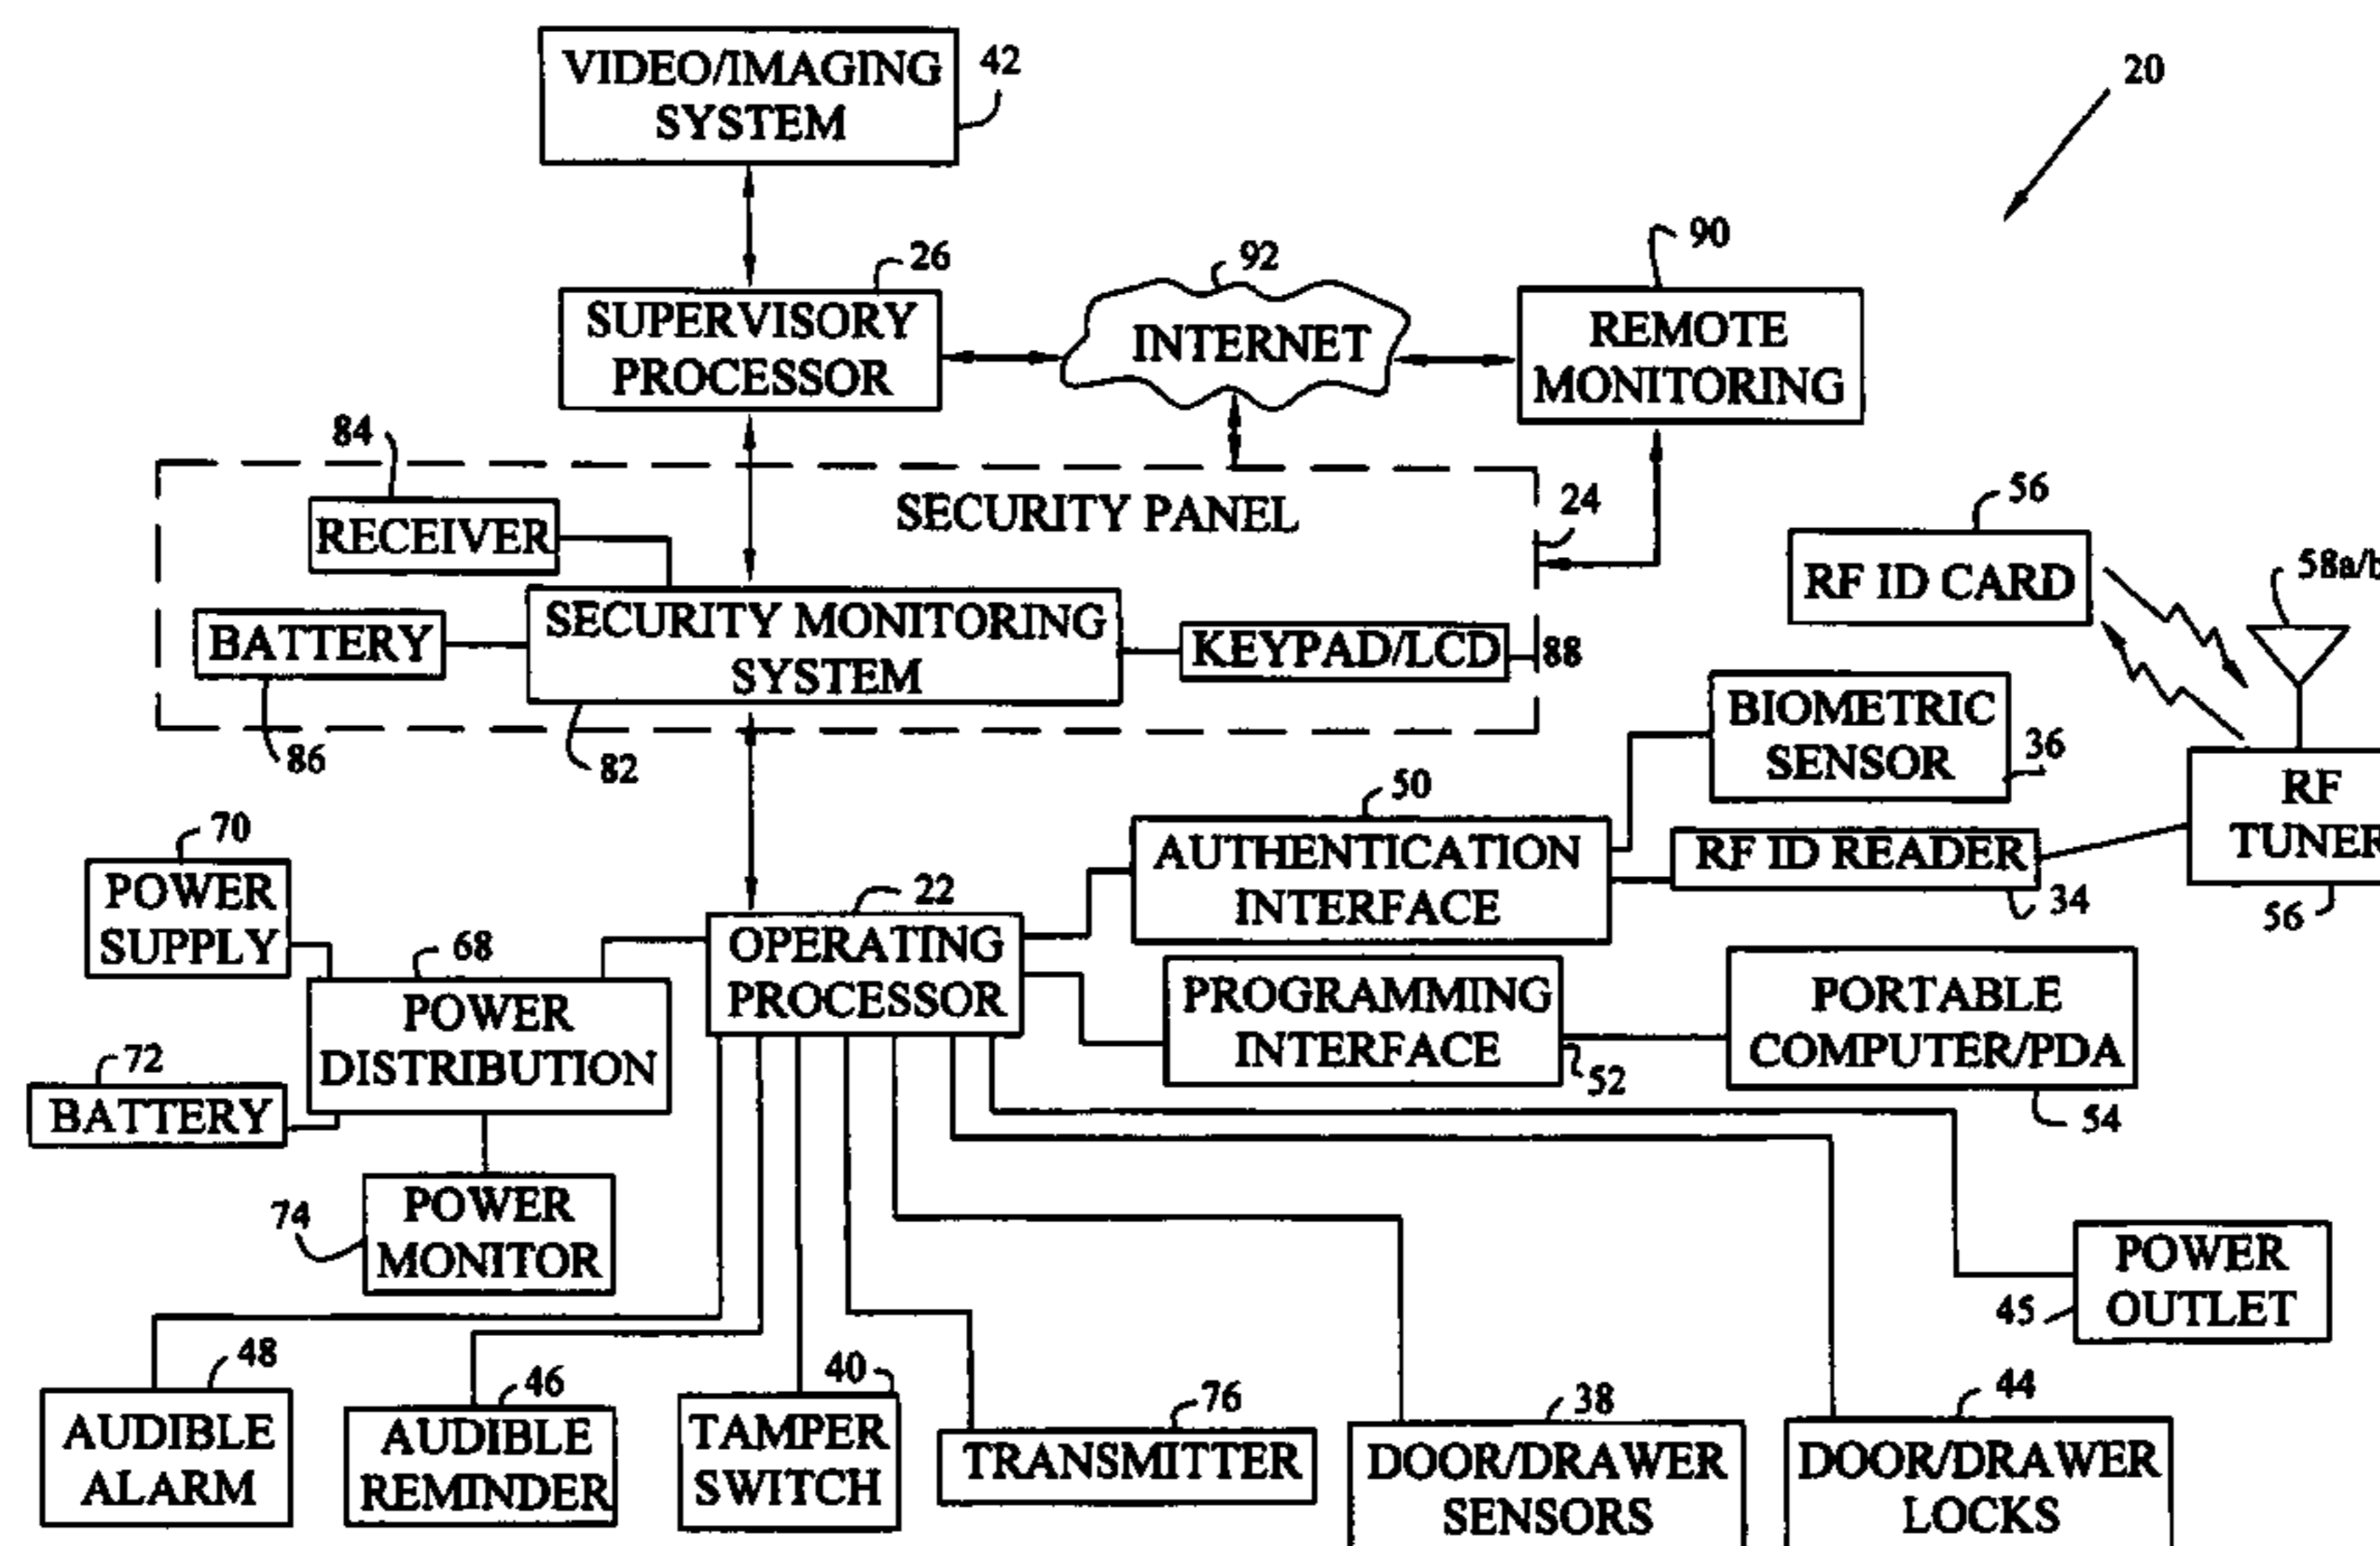 VIDEO/IMAGING
SYSTEM
42
20
SUPERVISORY
PROCESSOR
26
INTERNET
92
REMOTE
MONITORING
90
SECURITY PANEL
24
RECEIVER
84
BATTERY
86
SECURITY MONITORING
SYSTEM
82
KEYPAD/LCD
88
RF ID CARD
56
58a/b
BIOMETRIC
SENSOR
36
RF
TUNER
56
AUTHENTICATION
INTERFACE
50
RF ID READER
34
POWER
SUPPLY
70
OPERATING
PROCESSOR
22
POWER
DISTRIBUTION
68
PROGRAMMING
INTERFACE
52
PORTABLE
COMPUTER/PDA
54
BATTERY
72
POWER
MONITOR
74
POWER
OUTLET
45
AUDIBLE
ALARM
48
AUDIBLE
REMINDER
46
TAMPER
SWITCH
40
TRANSMITTER
76
DOOR/DRAWER
SENSORS
38
DOOR/DRAWER
LOCKS
44